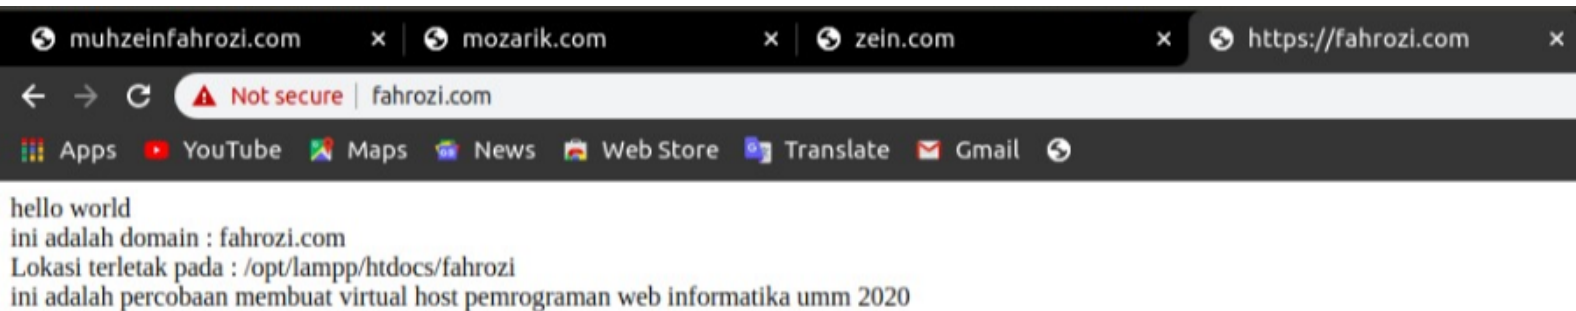 muhzeinfahrozi.com × mozarik.com × zein.com × https://fahrozi.com ×
Not secure | fahrozi.com
Apps YouTube Maps News Web Store Translate Gmail
hello world
ini adalah domain : fahrozi.com
Lokasi terletak pada : /opt/lampp/htdocs/fahrozi
ini adalah percobaan membuat virtual host pemrograman web informatika umm 2020